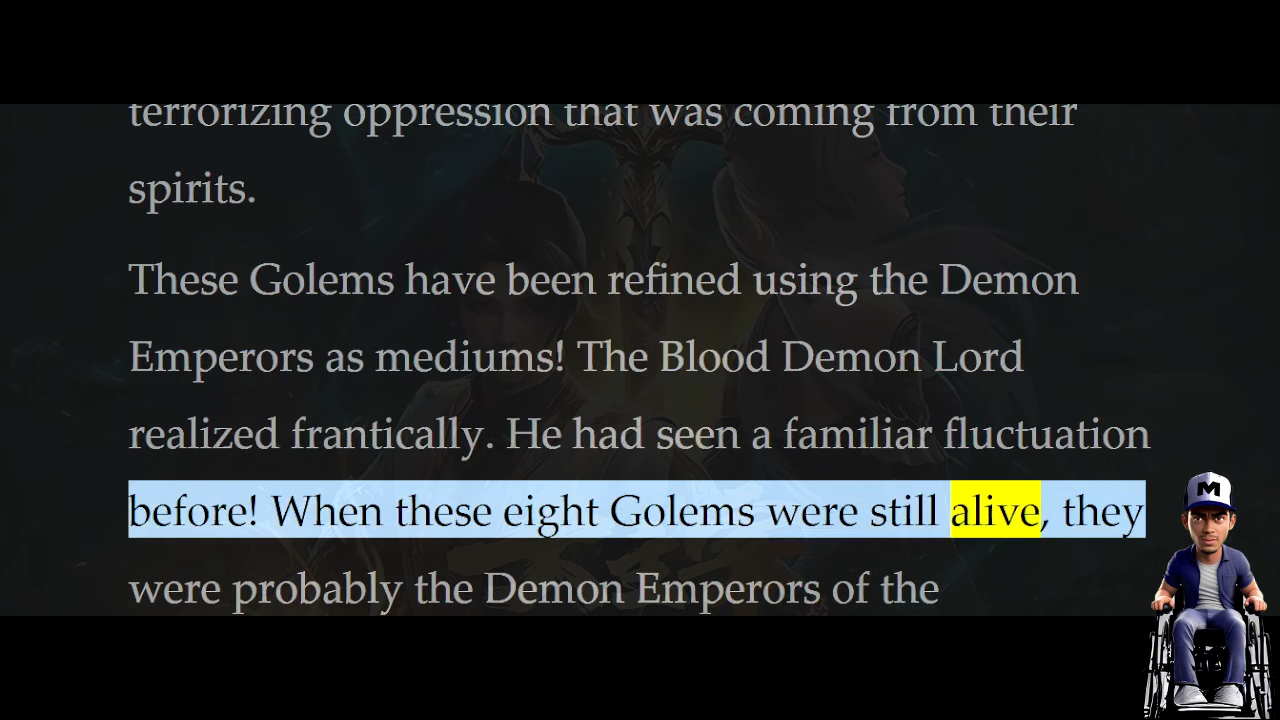 terrorizing oppression that was coming from their
spirits.
These Golems have been refined using the Demon
Emperors as mediums! The Blood Demon Lord
realized frantically. He had seen a familiar fluctuation
before! When these eight Golems were still alive, they
were probably the Demon Emperors of the
M